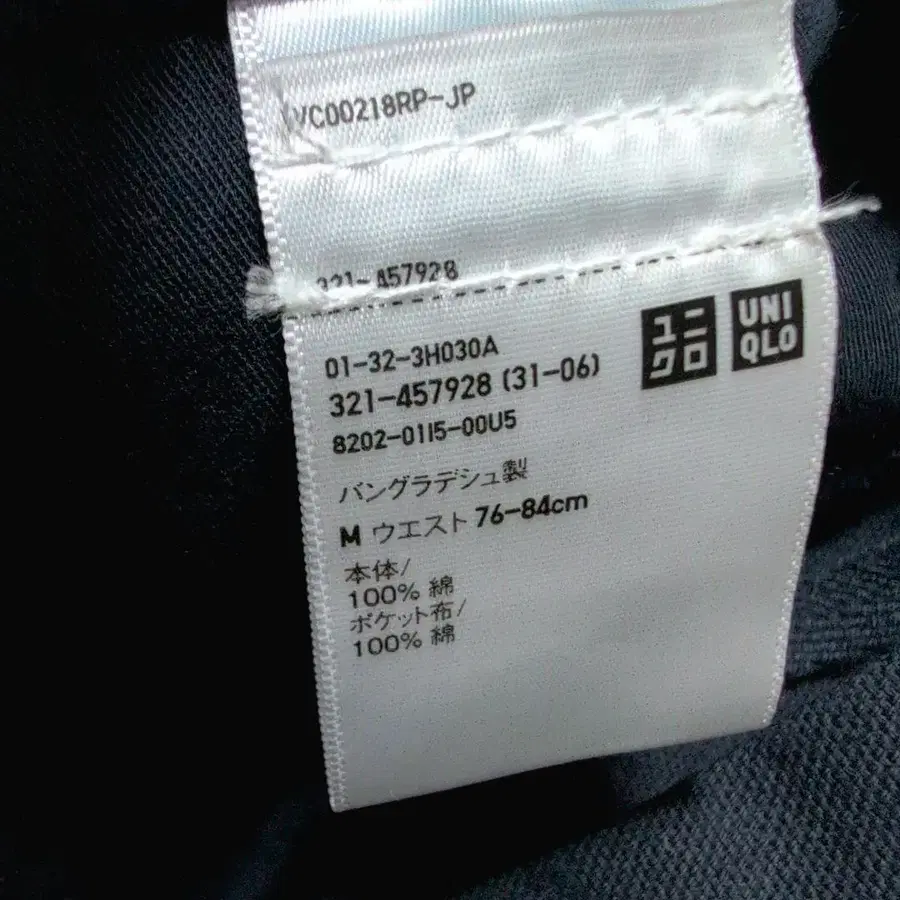 VC00218RP-JP
321-457928
01-32-3H030A
321-457928 (31-06)
8202-01I5-00U5
ユニクロ
UNIQLO
バングラデシュ製
M ウエスト 76-84cm
本体/
100% 綿
ポケット布/
100% 綿